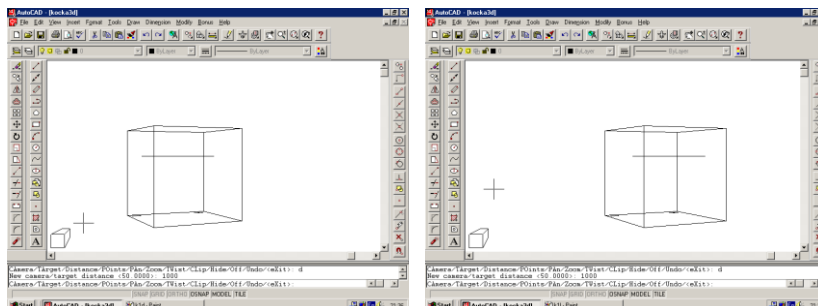 AutoCAD - [kocka3d]
File Edit View Insert Format Tools Draw Dimension Modify Bonus Help
0 ByLayer ByLayer
A
CAmera/TArget/Distance/POints/PAn/Zoom/TWist/CLip/Hide/Off/Undo/<eXit>: d
New camera/target distance <50.0000>: 1000
CAmera/TArget/Distance/POints/PAn/Zoom/TWist/CLip/Hide/Off/Undo/<eXit>:
SNAP GRID ORTHO OSNAP MODEL TILE
Start AutoCAD - [kocka3d]
AutoCAD - [kocka3d]
File Edit View Insert Format Tools Draw Dimension Modify Bonus Help
0 ByLayer ByLayer
A
CAmera/TArget/Distance/POints/PAn/Zoom/TWist/CLip/Hide/Off/Undo/<eXit>: d
New camera/target distance <50.0000>: 1000
CAmera/TArget/Distance/POints/PAn/Zoom/TWist/CLip/Hide/Off/Undo/<eXit>:
SNAP GRID ORTHO OSNAP MODEL TILE
Start AutoCAD - [kocka3d]